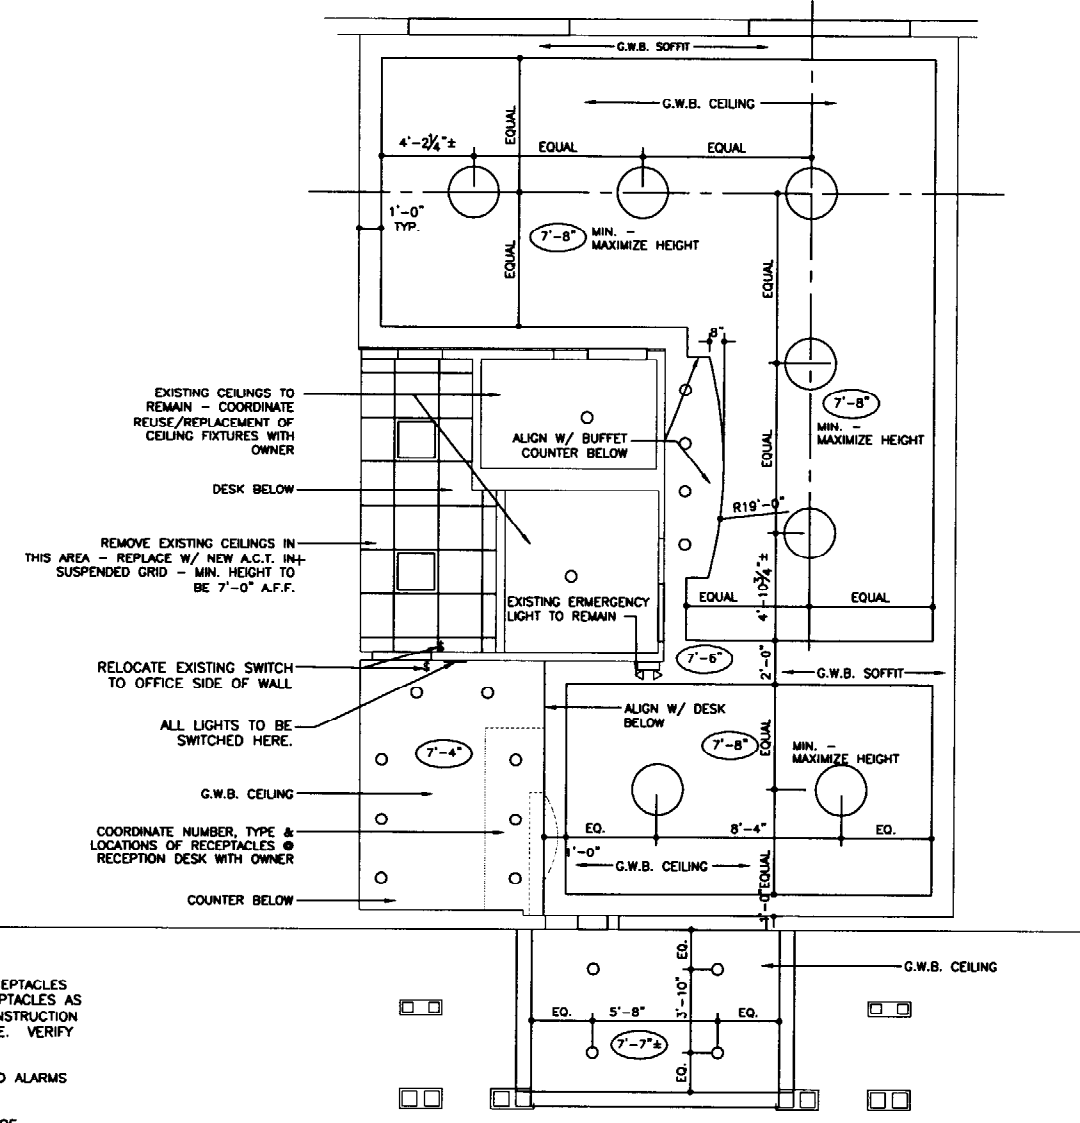 G.W.B. SOFFIT
G.W.B. CEILING
EQUAL
4'-2¼"±
EQUAL
EQUAL
1'-0"
TYP.
7'-8"
MIN. -
MAXIMIZE HEIGHT
EQUAL
EQUAL
8"
EXISTING CEILINGS TO
REMAIN - COORDINATE
REUSE/REPLACEMENT OF
CEILING FIXTURES WITH
OWNER
7'-8"
MIN. -
MAXIMIZE HEIGHT
ALIGN W/ BUFFET
COUNTER BELOW
EQUAL
DESK BELOW
R19'-0"
REMOVE EXISTING CEILINGS IN
THIS AREA - REPLACE W/ NEW A.C.T. IN
SUSPENDED GRID - MIN. HEIGHT TO
BE 7'-0" A.F.F.
4'-10¾"±
EXISTING ERMERGENCY
LIGHT TO REMAIN
EQUAL
EQUAL
RELOCATE EXISTING SWITCH
TO OFFICE SIDE OF WALL
$
$
7'-6"
2'-0"
G.W.B. SOFFIT
ALIGN W/ DESK
BELOW
ALL LIGHTS TO BE
SWITCHED HERE.
7'-4"
7'-8"
EQUAL
MIN. -
MAXIMIZE HEIGHT
G.W.B. CEILING
COORDINATE NUMBER, TYPE &
LOCATIONS OF RECEPTACLES @
RECEPTION DESK WITH OWNER
EQ.
8'-4"
EQ.
1'-0"
G.W.B. CEILING
EQUAL
COUNTER BELOW
1'-0"
EQ.
G.W.B. CEILING
3'-10"
EQ.
5'-8"
EQ.
7'-7"±
EQ.
EPTACLES
PTACLES AS
NSTRUCTION
E. VERIFY
ALARMS